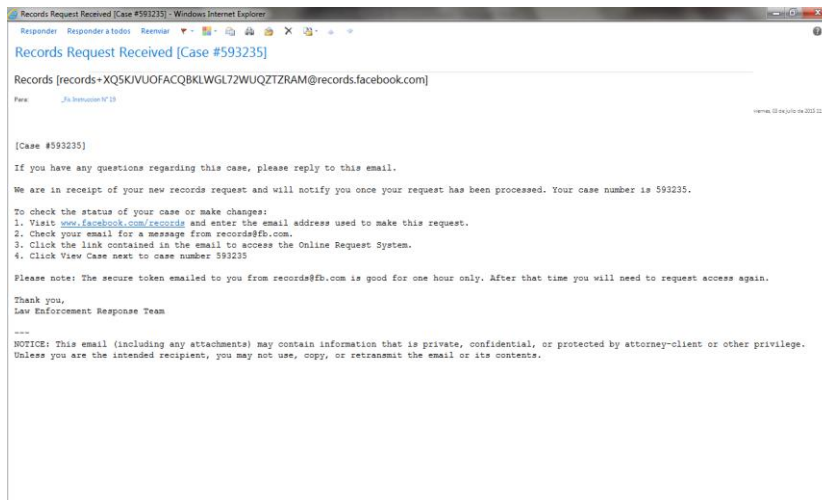 Records Request Received [Case #593235] - Windows Internet Explorer
Responder Responder a todos Reenviar
Records Request Received [Case #593235]
Records [records+XQ5KJVUOFACQBKLWGL72WUQZTZRAM@records.facebook.com]
Para: _Fis Instruccion Nº 19
viernes, 03 de julio de 2015
[Case #593235]
If you have any questions regarding this case, please reply to this email.
We are in receipt of your new records request and will notify you once your request has been processed. Your case number is 593235.
To check the status of your case or make changes:
1. Visit www.facebook.com/records and enter the email address used to make this request.
2. Check your email for a message from records@fb.com.
3. Click the link contained in the email to access the Online Request System.
4. Click View Case next to case number 593235
Please note: The secure token emailed to you from records@fb.com is good for one hour only. After that time you will need to request access again.
Thank you,
Law Enforcement Response Team
---
NOTICE: This email (including any attachments) may contain information that is private, confidential, or protected by attorney-client or other privilege.
Unless you are the intended recipient, you may not use, copy, or retransmit the email or its contents.